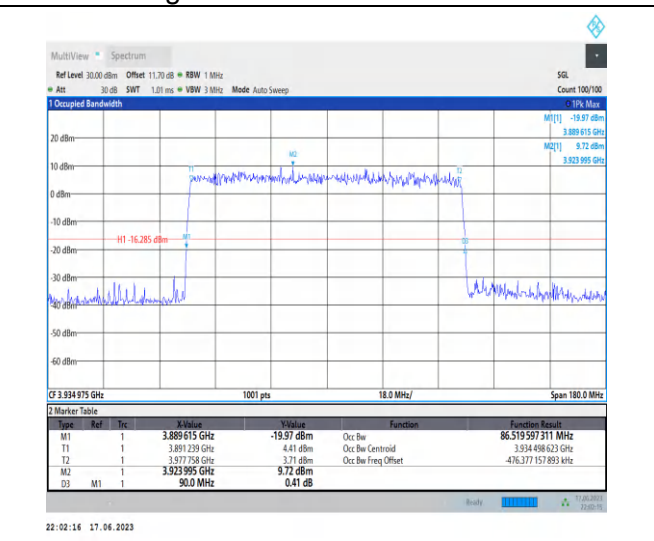 MultiView Spectrum
Ref Level 30.00 dBm Offset 11.70 dB RBW 1 MHz SGL
Att 30 dB SWT 1.01 ms VBW 3 MHz Mode Auto Sweep Count 100/100
1 Occupied Bandwidth 1Pk Max
M1[1] -19.97 dBm
3.889 615 GHz
M2[1] 9.72 dBm
3.923 995 GHz
20 dBm
M2
10 dBm
T1 T2
0 dBm
-10 dBm
H1 -16.285 dBm M1
-20 dBm
D3
-30 dBm
-40 dBm
-50 dBm
-60 dBm
CF 3.934 975 GHz 1001 pts 18.0 MHz/ Span 180.0 MHz
2 Marker Table
Type Ref Trc X-Value Y-Value Function Function Result
M1 1 3.889 615 GHz -19.97 dBm Occ Bw 86.519 597 311 MHz
T1 1 3.891 239 GHz 4.41 dBm Occ Bw Centroid 3.934 498 623 GHz
T2 1 3.977 758 GHz 3.71 dBm Occ Bw Freq Offset -476.377 157 893 kHz
M2 1 3.923 995 GHz 9.72 dBm
D3 M1 1 90.0 MHz 0.41 dB
Ready 17.06.2023
22:02:16 17.06.2023